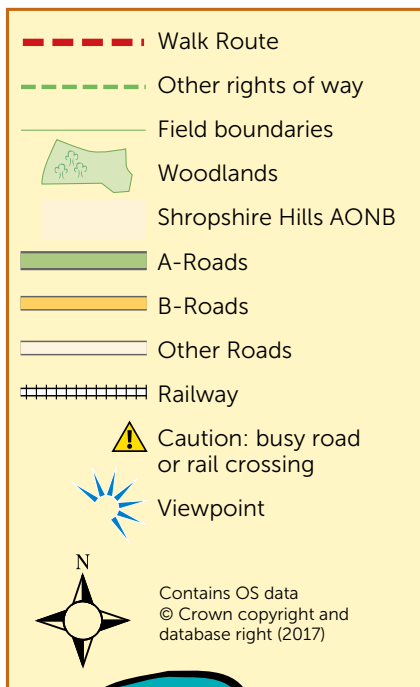 Walk Route
Other rights of way
Field boundaries
Woodlands
Shropshire Hills AONB
A-Roads
B-Roads
Other Roads
Railway
Caution: busy road
or rail crossing
Viewpoint
N
Contains OS data
© Crown copyright and
database right (2017)